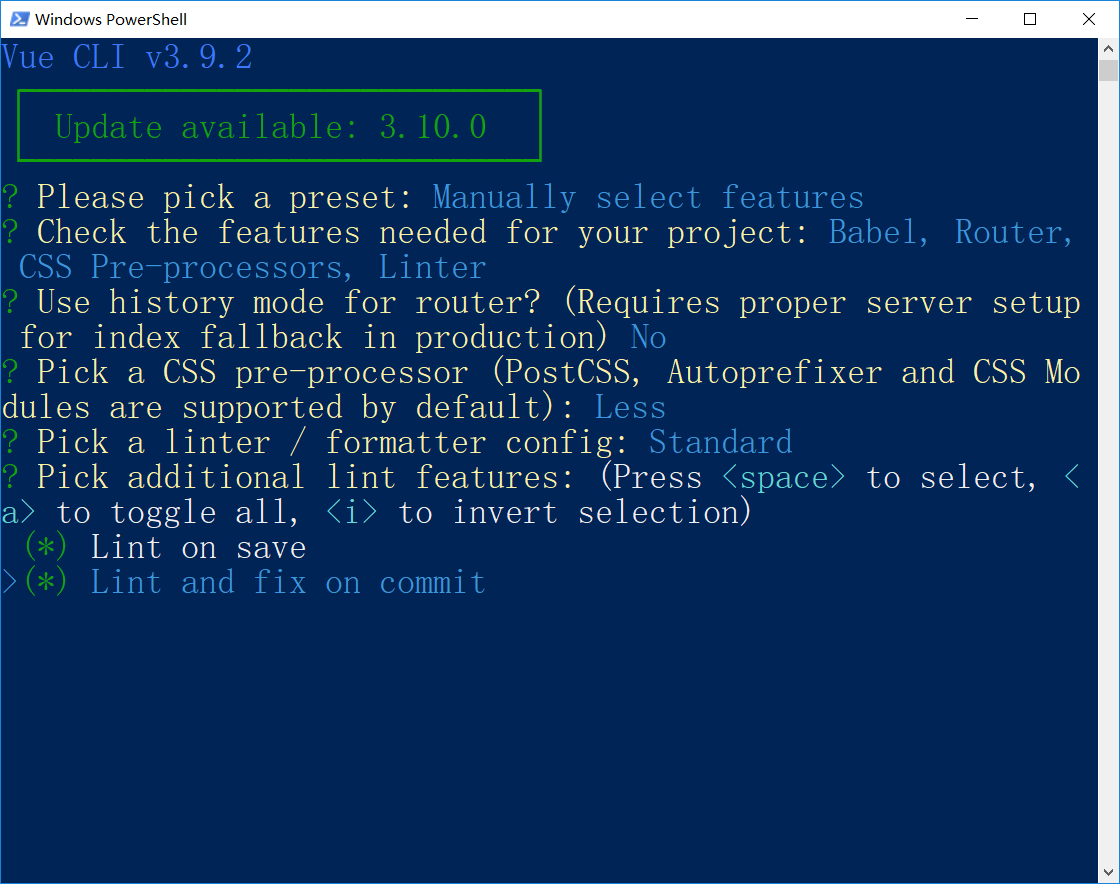 Windows PowerShell
Vue CLI v3.9.2
Update available: 3.10.0
? Please pick a preset: Manually select features
? Check the features needed for your project: Babel, Router,
CSS Pre-processors, Linter
? Use history mode for router? (Requires proper server setup
for index fallback in production) No
? Pick a CSS pre-processor (PostCSS, Autoprefixer and CSS Mo
dules are supported by default): Less
? Pick a linter / formatter config: Standard
? Pick additional lint features: (Press <space> to select, <
a> to toggle all, <i> to invert selection)
(*) Lint on save
>(*) Lint and fix on commit